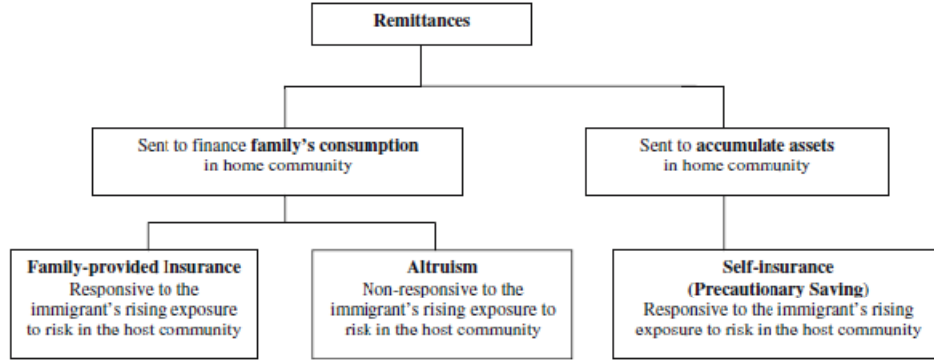 Remittances
Sent to finance family's consumption
in home community
Sent to accumulate assets
in home community
Family-provided Insurance
Responsive to the
immigrant's rising exposure
to risk in the host community
Altruism
Non-responsive to the
immigrant's rising exposure to
risk in the host community
Self-insurance
(Precautionary Saving)
Responsive to the immigrant's rising
exposure to risk in the host community